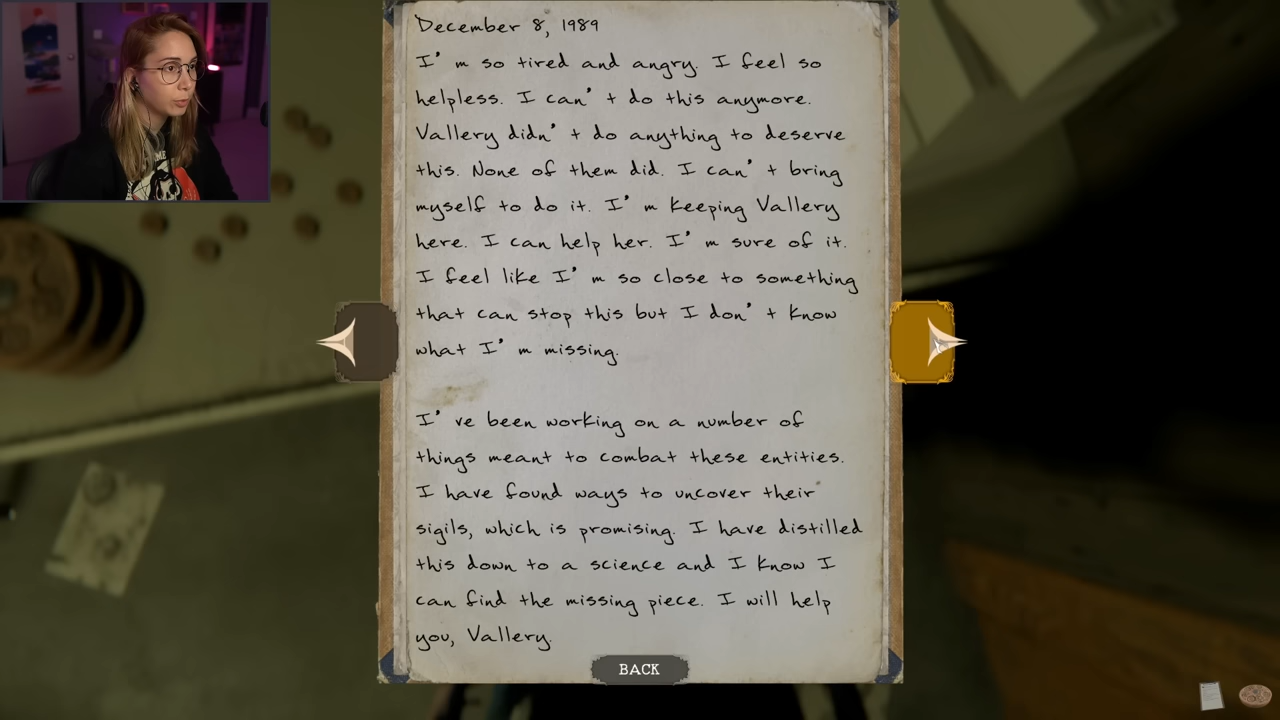 December 8, 1989
I' m so tired and angry. I feel so
helpless. I can' t do this anymore.
Vallery didn' t do anything to deserve
this. None of them did. I can' t bring
myself to do it. I' m keeping Vallery
here. I can help her. I' m sure of it.
I feel like I' m so close to something
that can stop this but I don' t know
what I' m missing.
I' ve been working on a number of
things meant to combat these entities.
I have found ways to uncover their
sigils, which is promising. I have distilled
this down to a science and I know I
can find the missing piece. I will help
you, Vallery.
BACK